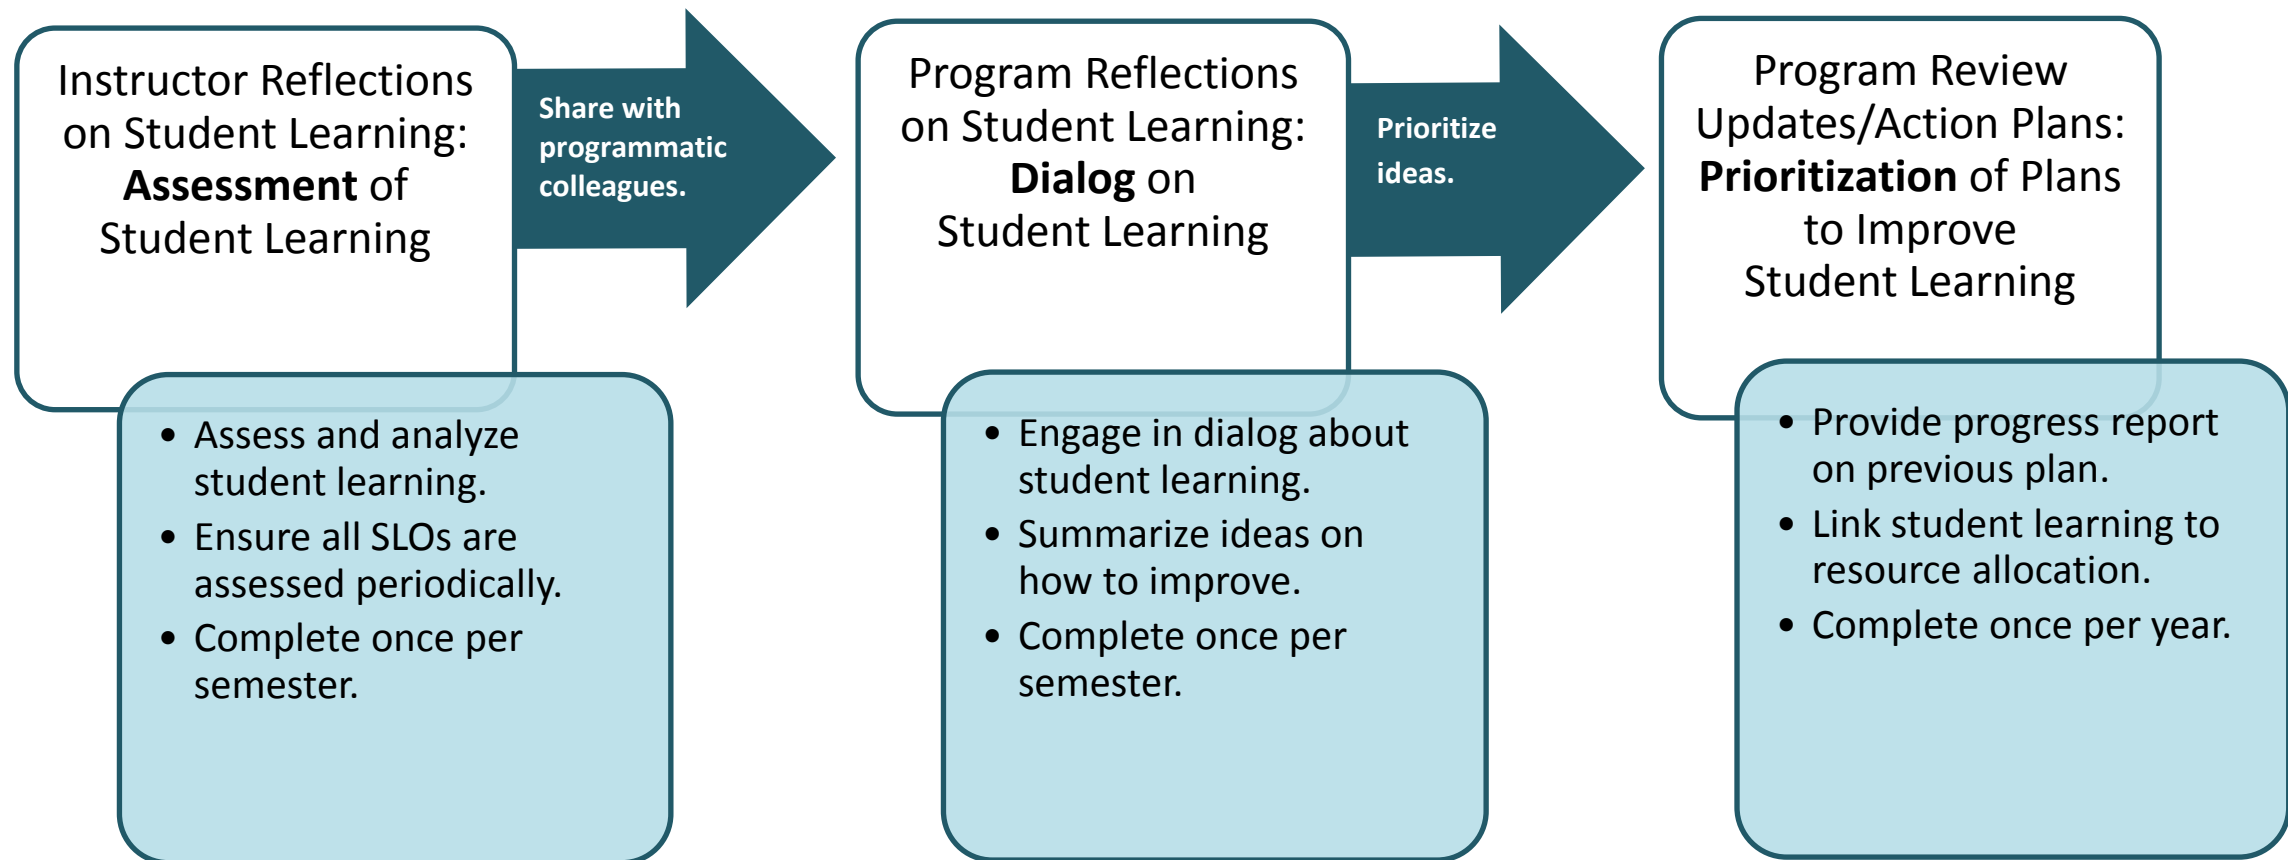 Instructor Reflections
on Student Learning:
Assessment of
Student Learning
• Assess and analyze
student learning.
• Ensure all SLOs are
assessed periodically.
• Complete once per
semester.
Share with
programmatic
colleagues.
Program Reflections
on Student Learning:
Dialog on
Student Learning
• Engage in dialog about
student learning.
• Summarize ideas on
how to improve.
• Complete once per
semester.
Prioritize
ideas.
Program Review
Updates/Action Plans:
Prioritization of Plans
to Improve
Student Learning
• Provide progress report
on previous plan.
• Link student learning to
resource allocation.
• Complete once per year.